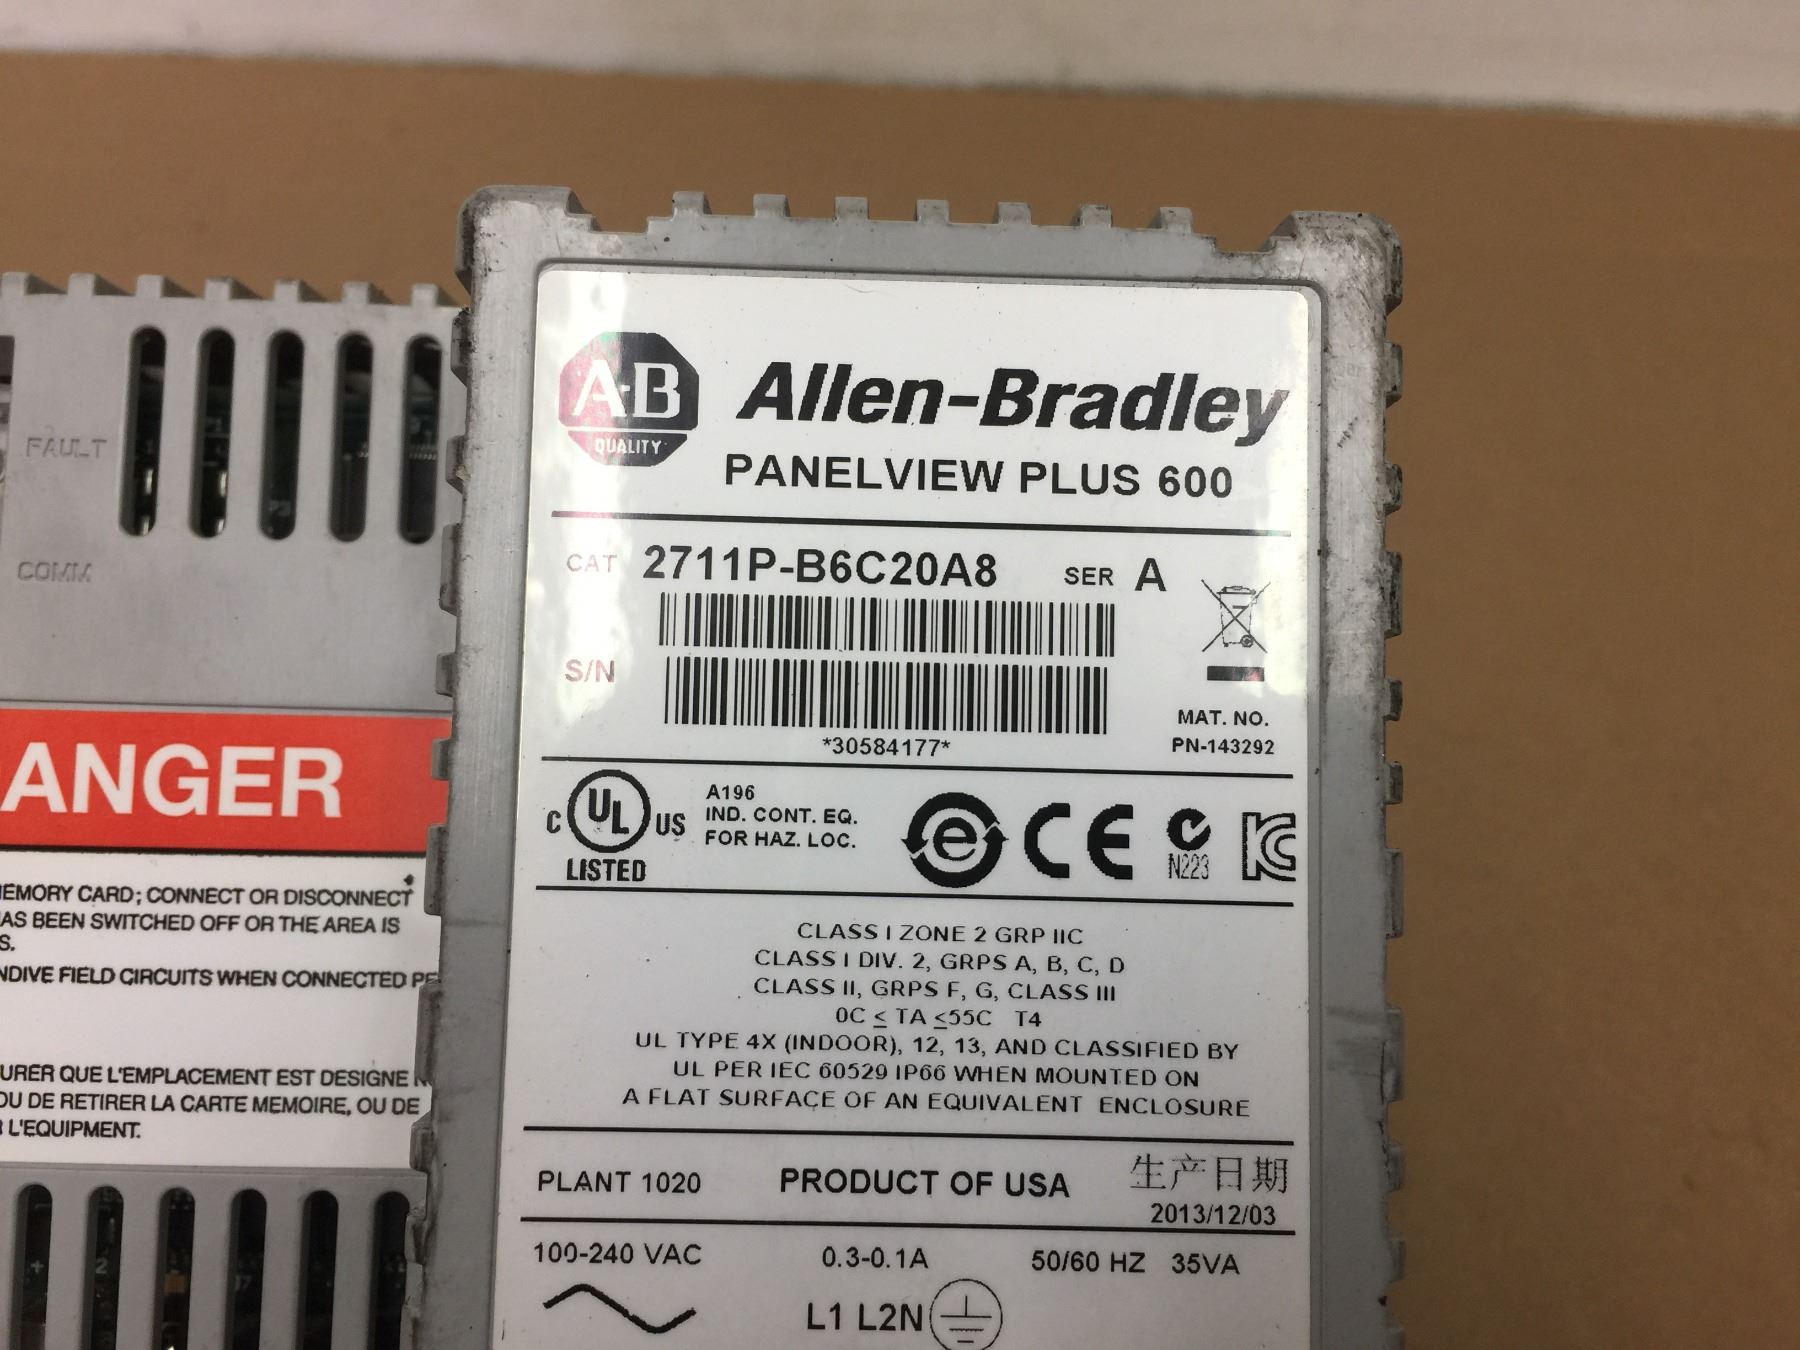 FAULT
COMM
ANGER
EMORY CARD; CONNECT OR DISCONNECT
AS BEEN SWITCHED OFF OR THE AREA IS
S.
NDIVE FIELD CIRCUITS WHEN CONNECTED PE
URER QUE L'EMPLACEMENT EST DESIGNE N
OU DE RETIRER LA CARTE MEMOIRE, OU DE
L'EQUIPMENT.
A-B
QUALITY
Allen-Bradley
PANELVIEW PLUS 600
CAT 2711P-B6C20A8 SER A
S/N
*30584177*
MAT. NO.
PN-143292
C UL US
LISTED
A196
IND. CONT. EQ.
FOR HAZ. LOC.
e CE
N223
KC
CLASS I ZONE 2 GRP IIC
CLASS I DIV. 2, GRPS A, B, C, D
CLASS II, GRPS F, G, CLASS III
0C ≤ TA ≤55C T4
UL TYPE 4X (INDOOR), 12, 13, AND CLASSIFIED BY
UL PER IEC 60529 IP66 WHEN MOUNTED ON
A FLAT SURFACE OF AN EQUIVALENT ENCLOSURE
PLANT 1020 PRODUCT OF USA 生产日期
2013/12/03
100-240 VAC 0.3-0.1A 50/60 HZ 35VA
L1 L2N